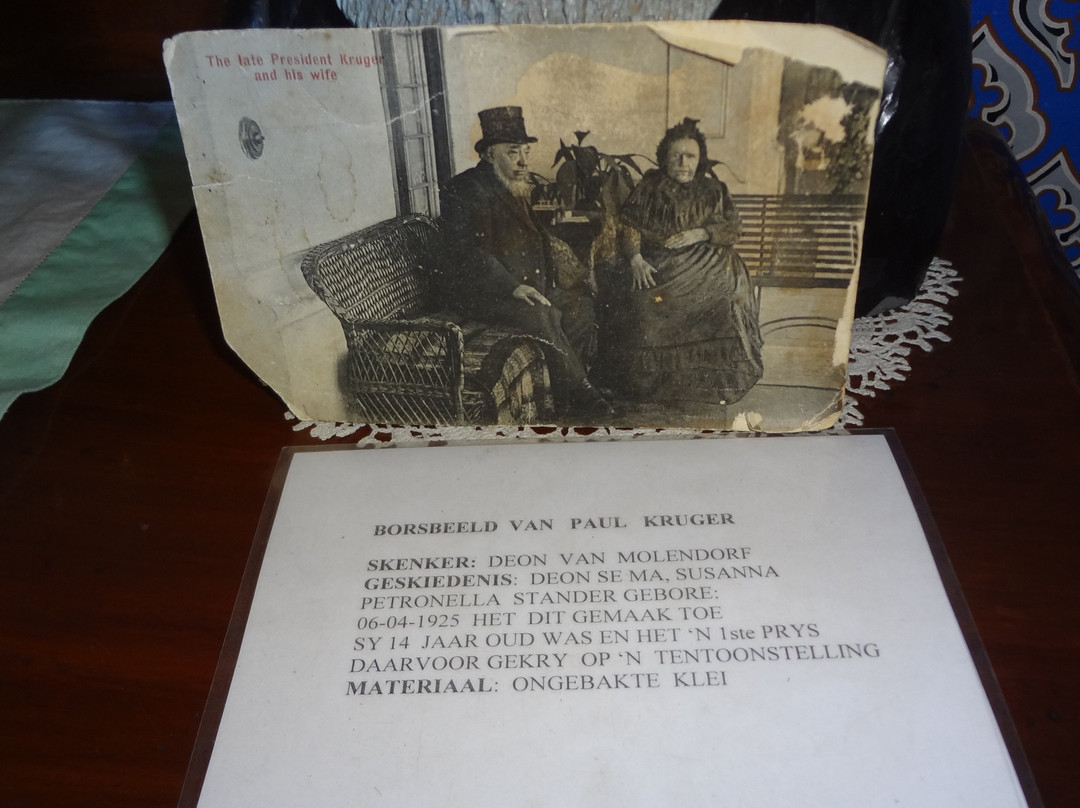 The late President Kruger
and his wife
BORSBEELD VAN PAUL KRUGER
SKENKER: DEON VAN MOLENDORF
GESKIEDENIS: DEON SE MA, SUSANNA
PETRONELLA STANDER GEBORE:
06-04-1925 HET DIT GEMAAK TOE
SY 14 JAAR OUD WAS EN HET ‘N 1ste PRYS
DAARVOOR GEKRY OP ‘N TENTOONSTELLING
MATERIAAL: ONGEBAKTE KLEI